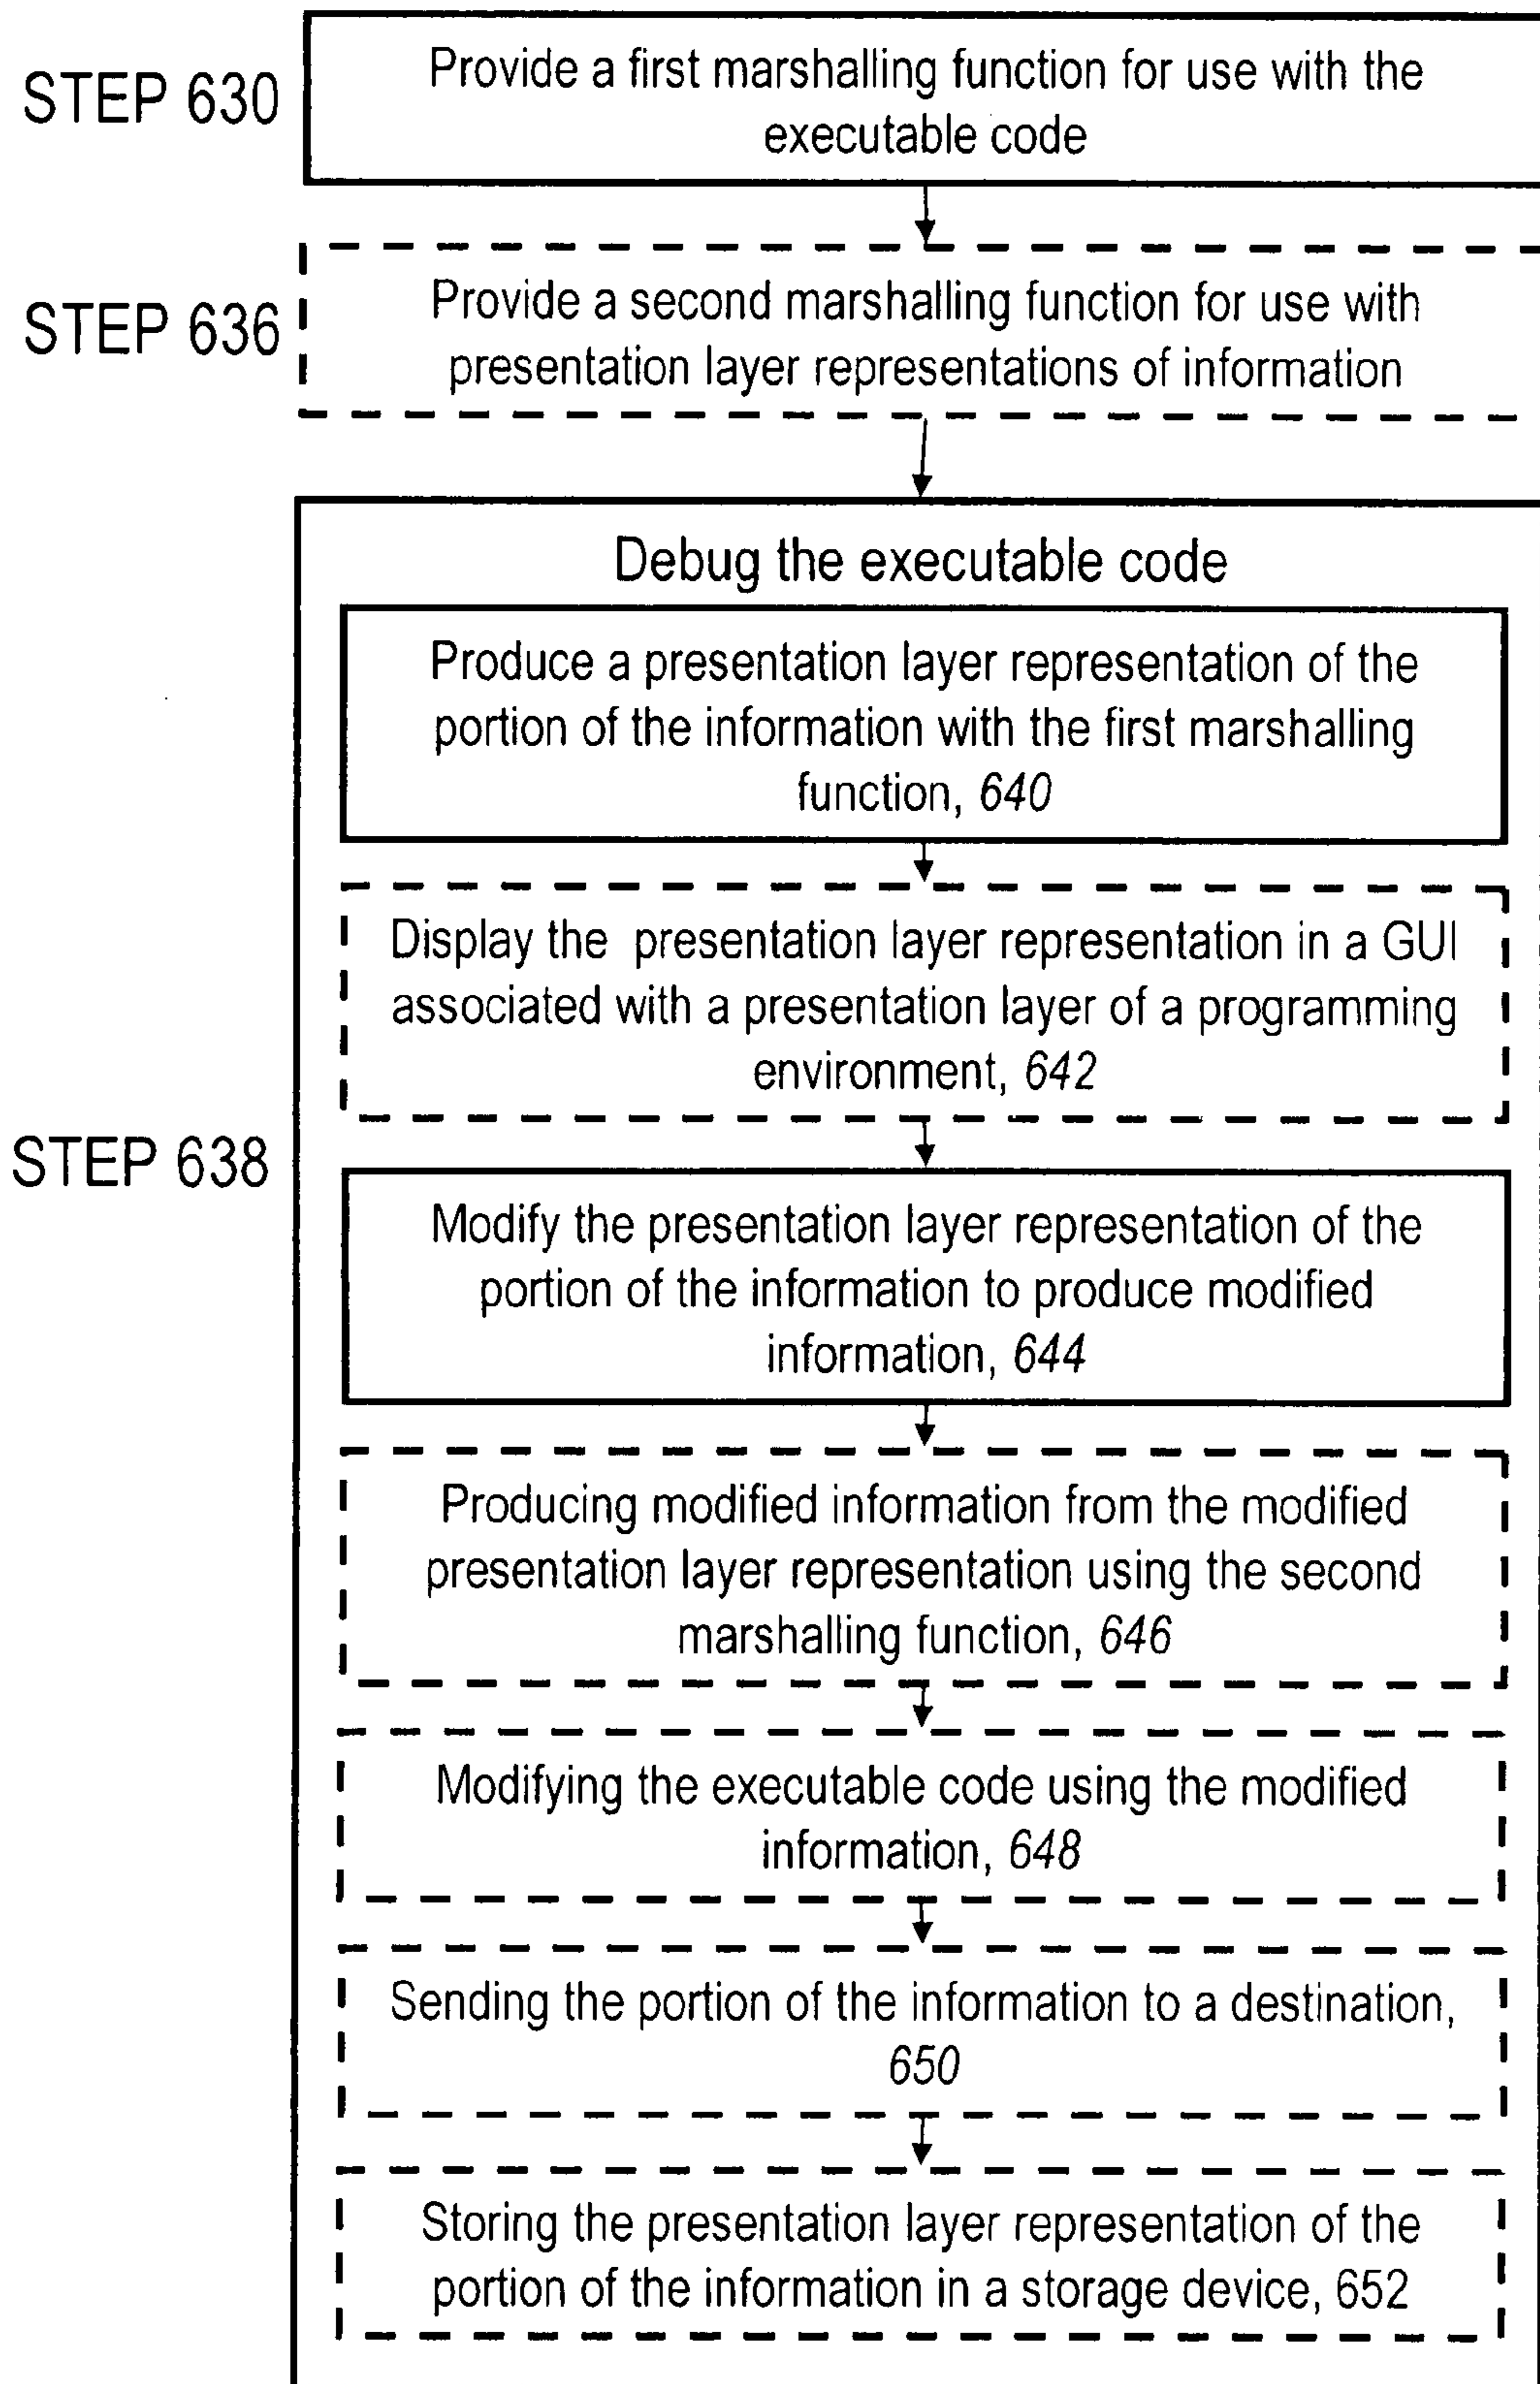 STEP 630
Provide a first marshalling function for use with the
executable code
STEP 636
Provide a second marshalling function for use with
presentation layer representations of information
STEP 638
Debug the executable code
Produce a presentation layer representation of the
portion of the information with the first marshalling
function, 640
Display the presentation layer representation in a GUI
associated with a presentation layer of a programming
environment, 642
Modify the presentation layer representation of the
portion of the information to produce modified
information, 644
Producing modified information from the modified
presentation layer representation using the second
marshalling function, 646
Modifying the executable code using the modified
information, 648
Sending the portion of the information to a destination,
650
Storing the presentation layer representation of the
portion of the information in a storage device, 652